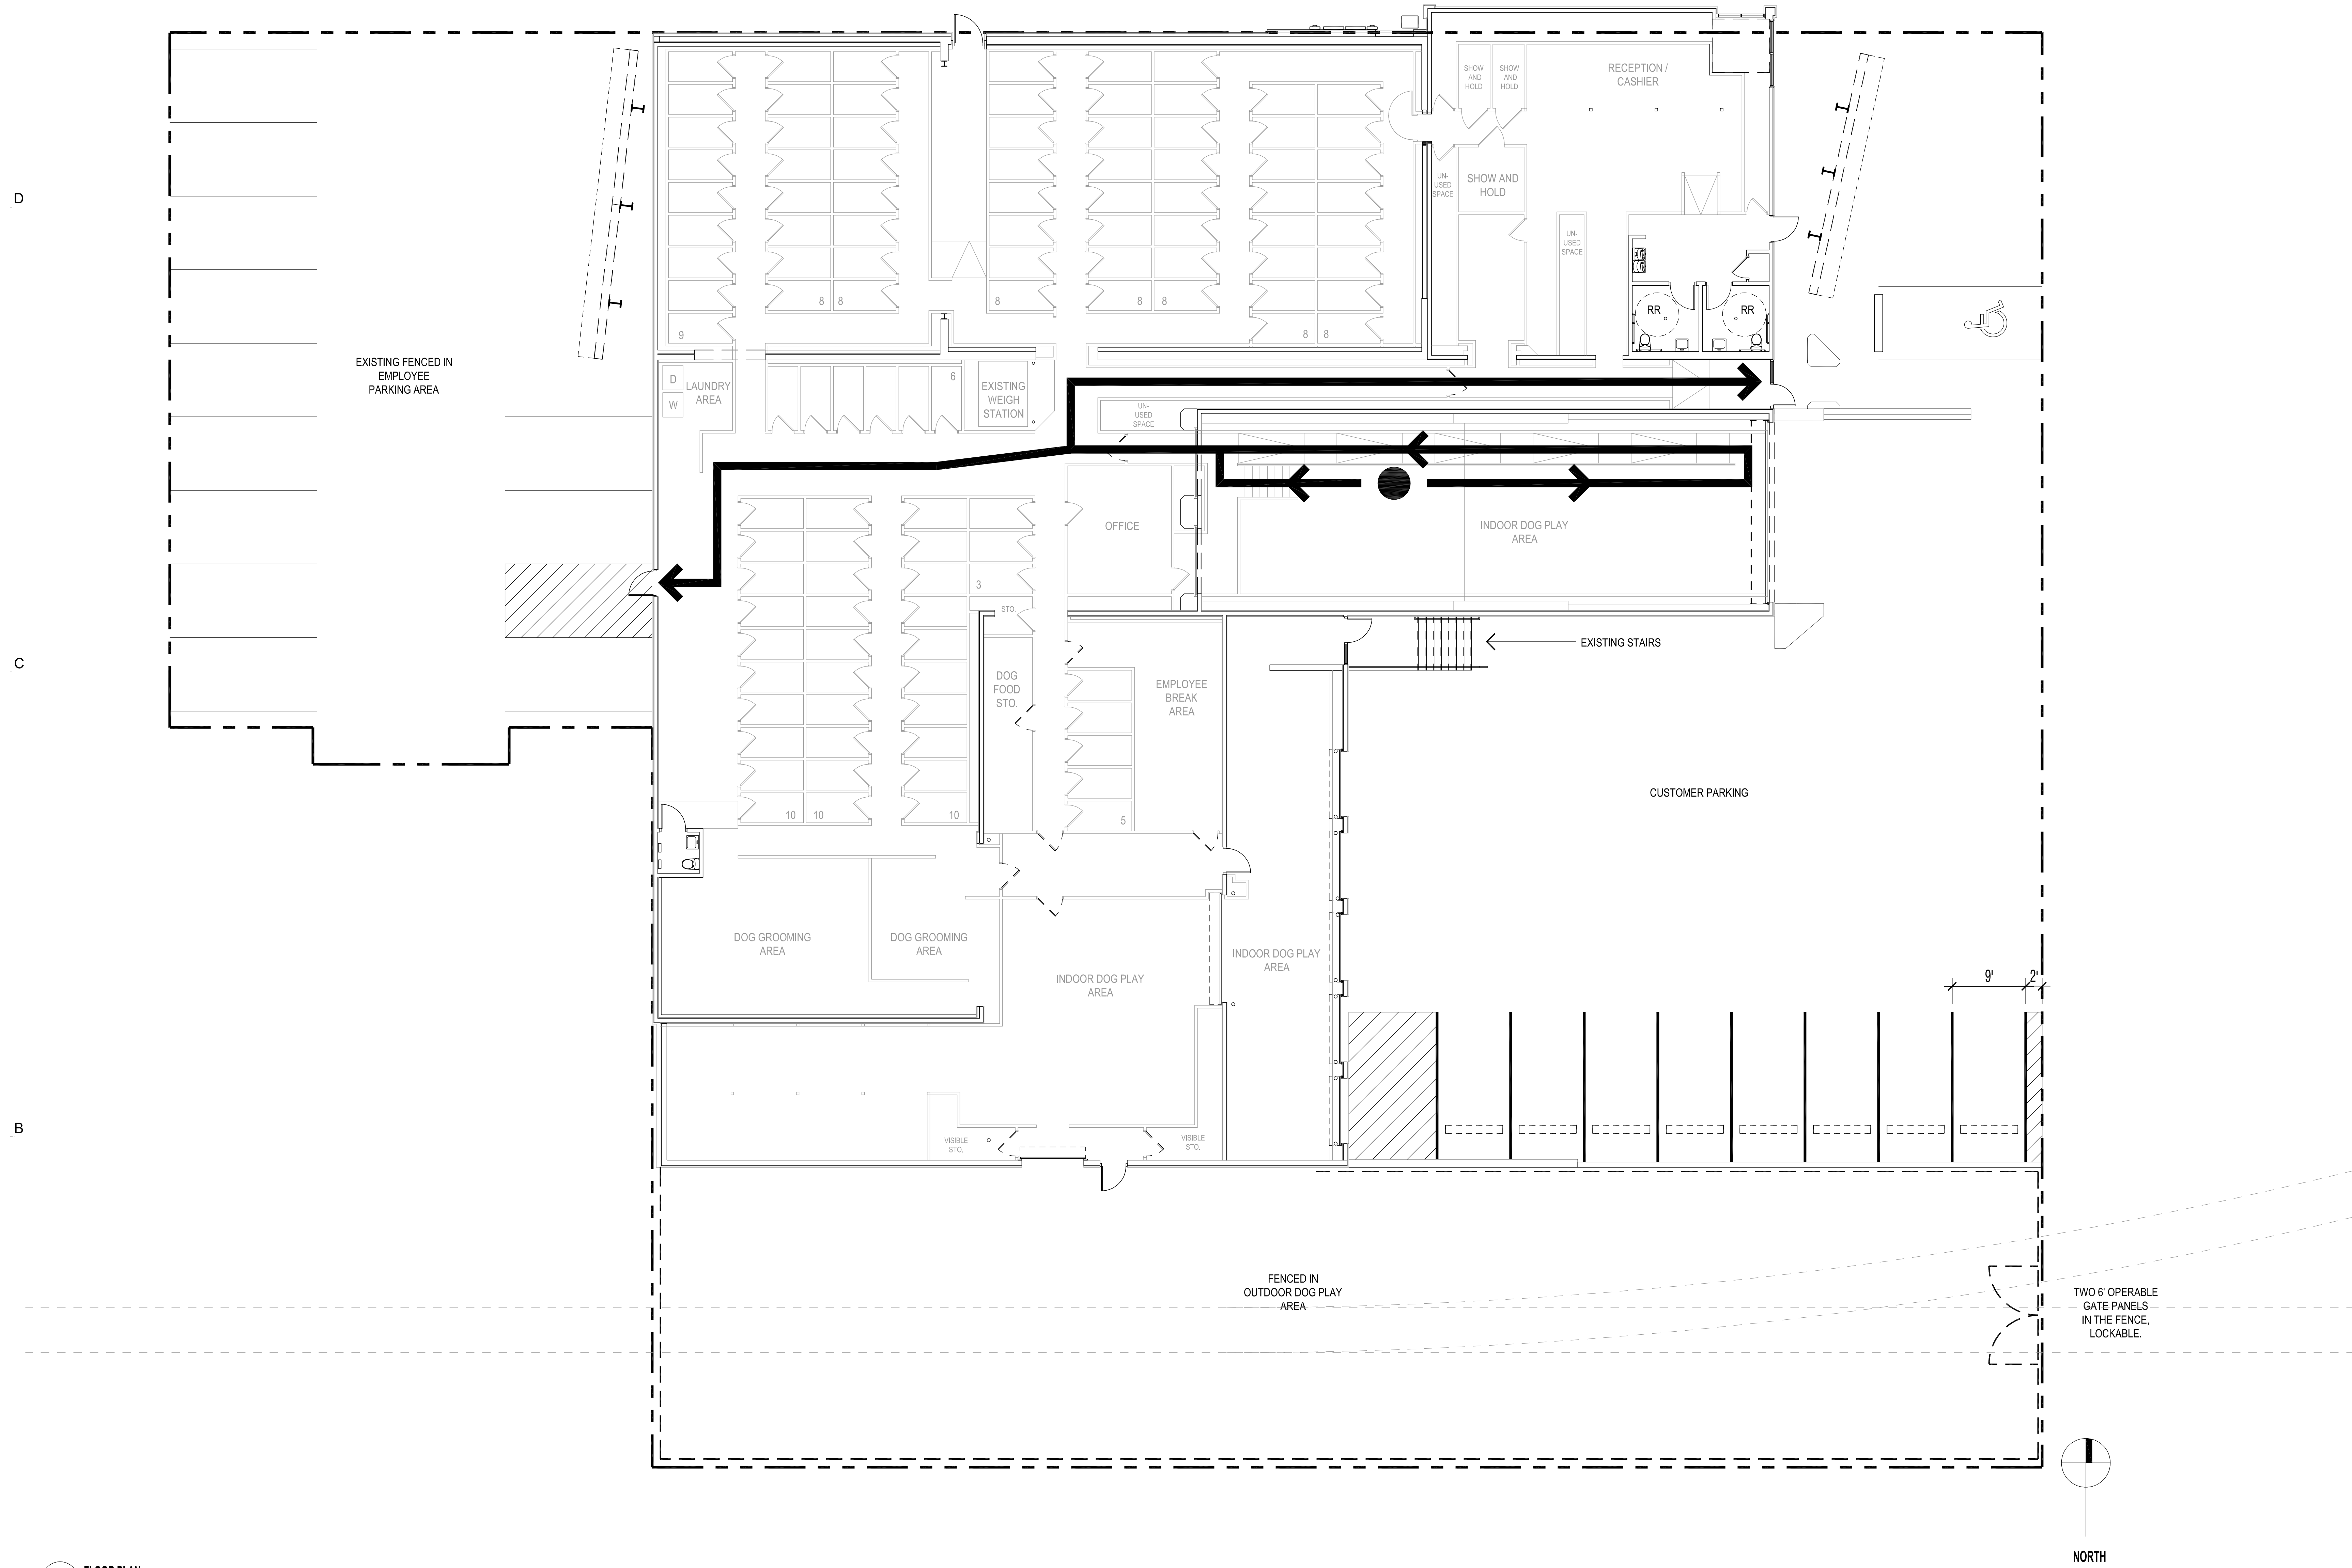 SHOW
AND
HOLD
SHOW
AND
HOLD
RECEPTION /
CASHIER
D
UN-
USED
SPACE
SHOW AND
HOLD
UN-
USED
SPACE
8
8
8
8
8
8
8
9
RR
RR
EXISTING FENCED IN
EMPLOYEE
PARKING AREA
D
W
LAUNDRY
AREA
6
EXISTING
WEIGH
STATION
UN-
USED
SPACE
OFFICE
INDOOR DOG PLAY
AREA
3
STO.
EXISTING STAIRS
C
DOG
FOOD
STO.
EMPLOYEE
BREAK
AREA
CUSTOMER PARKING
10
10
10
5
DOG GROOMING
AREA
DOG GROOMING
AREA
INDOOR DOG PLAY
AREA
INDOOR DOG PLAY
AREA
9'
2'
B
VISIBLE
STO.
VISIBLE
STO.
FENCED IN
OUTDOOR DOG PLAY
AREA
TWO 6' OPERABLE
GATE PANELS
IN THE FENCE,
LOCKABLE.
NORTH
FLOOR PLAN